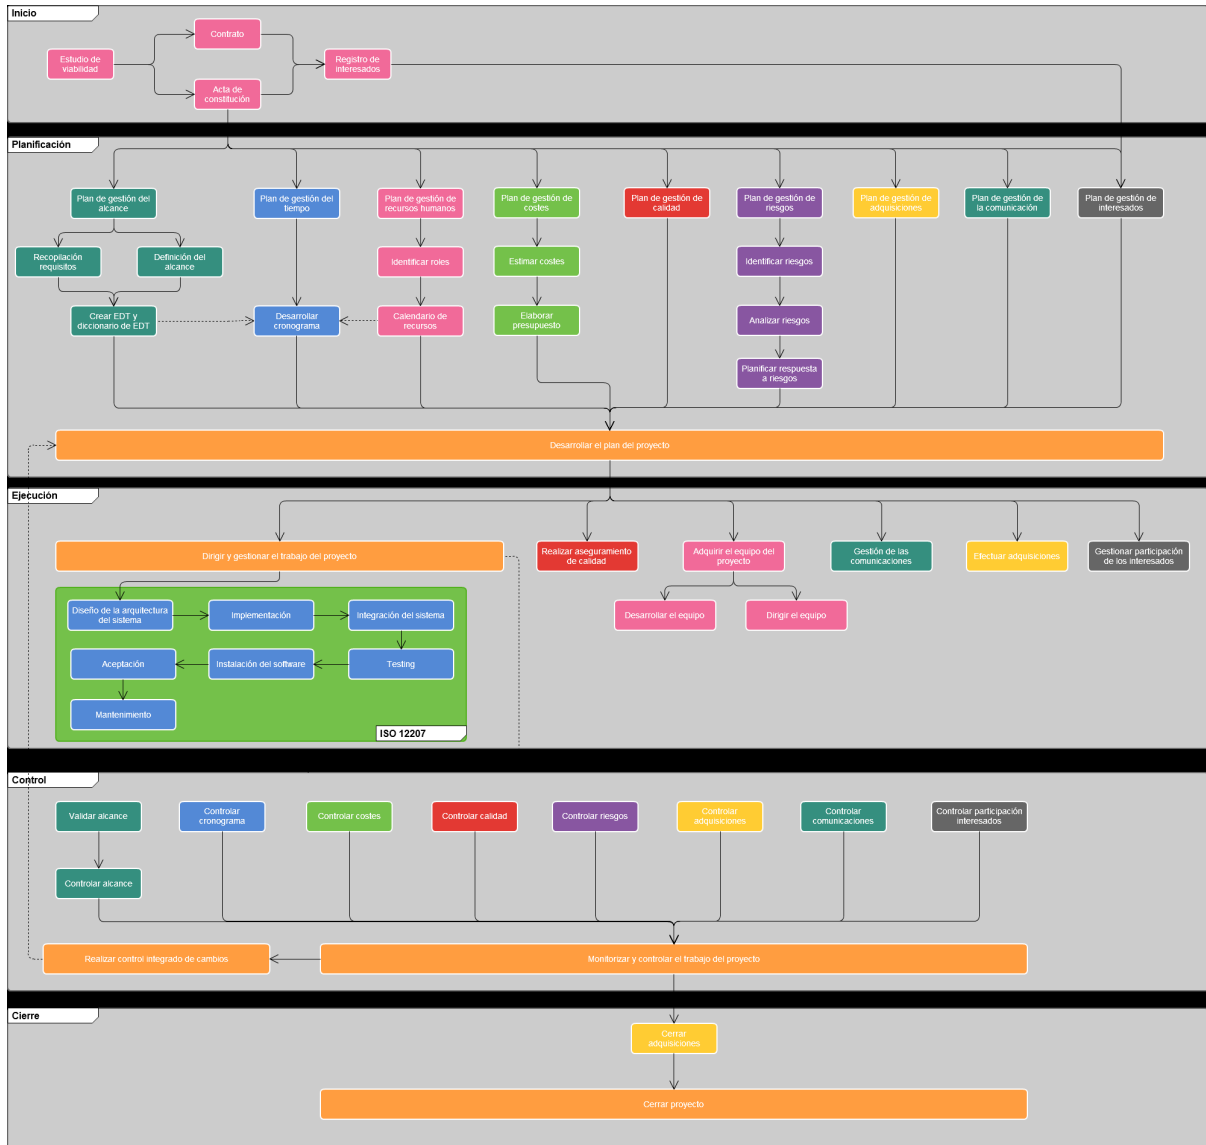 Inicio
Contrato
Estudio de
viabilidad
Registro de
interesados
Acta de
constitución
Planificación
Plan de gestión del
alcance
Plan de gestión del
tiempo
Plan de gestión de
recursos humanos
Plan de gestión de
costes
Plan de gestión de
calidad
Plan de gestión de
riesgos
Plan de gestión de
adquisiciones
Plan de gestión de
la comunicación
Plan de gestión de
interesados
Recopilación
requisitos
Definición del
alcance
Identificar roles
Estimar costes
Identificar riesgos
Crear EDT y
diccionario de EDT
Desarrollar
cronograma
Calendario de
recursos
Elaborar
presupuesto
Analizar riesgos
Planificar respuesta
a riesgos
Desarrollar el plan del proyecto
Ejecución
Dirigir y gestionar el trabajo del proyecto
Realizar aseguramiento
de calidad
Adquirir el equipo del
proyecto
Gestión de las
comunicaciones
Efectuar adquisiciones
Gestionar participación
de los interesados
Diseño de la arquitectura
del sistema
Implementación
Integración del sistema
Desarrollar el equipo
Dirigir el equipo
Aceptación
Instalación del software
Testing
Mantenimiento
ISO 12207
Control
Validar alcance
Controlar
cronograma
Controlar costes
Controlar calidad
Controlar riesgos
Controlar
adquisiciones
Controlar
comunicaciones
Controlar participación
interesados
Controlar alcance
Realizar control integrado de cambios
Monitorizar y controlar el trabajo del proyecto
Cierre
Cerrar
adquisiciones
Cerrar proyecto